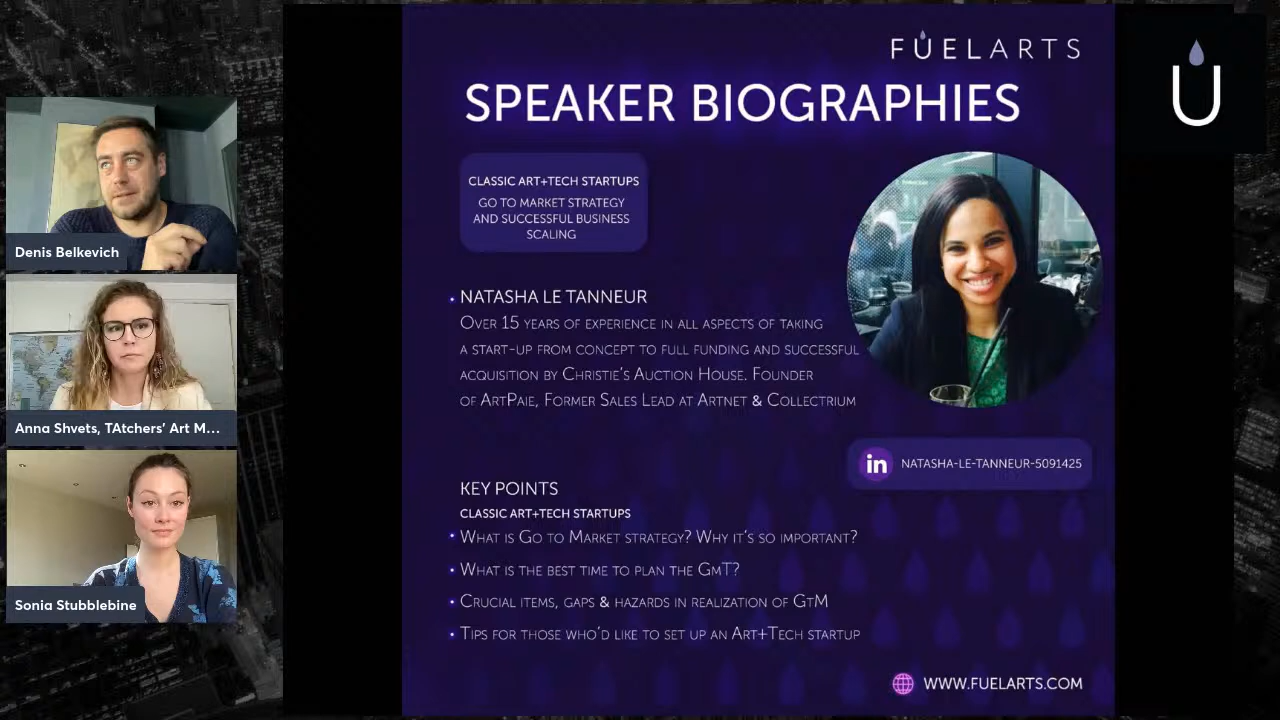 FUELARTS
SPEAKER BIOGRAPHIES
CLASSIC ART+TECH STARTUPS
GO TO MARKET STRATEGY
AND SUCCESSFUL BUSINESS
SCALING
• NATASHA LE TANNEUR
OVER 15 YEARS OF EXPERIENCE IN ALL ASPECTS OF TAKING
A START-UP FROM CONCEPT TO FULL FUNDING AND SUCCESSFUL
ACQUISITION BY CHRISTIE'S AUCTION HOUSE. FOUNDER
OF ARTPAIE, FORMER SALES LEAD AT ARTNET & COLLECTRIUM
in NATASHA-LE-TANNEUR-5091425
KEY POINTS
CLASSIC ART+TECH STARTUPS
• WHAT IS GO TO MARKET STRATEGY? WHY IT'S SO IMPORTANT?
• WHAT IS THE BEST TIME TO PLAN THE GMT?
• CRUCIAL ITEMS, GAPS & HAZARDS IN REALIZATION OF GTM
• TIPS FOR THOSE WHO'D LIKE TO SET UP AN ART+TECH STARTUP
WWW.FUELARTS.COM
U
Denis Belkevich
Anna Shvets, TAtchers' Art M...
Sonia Stubblebine